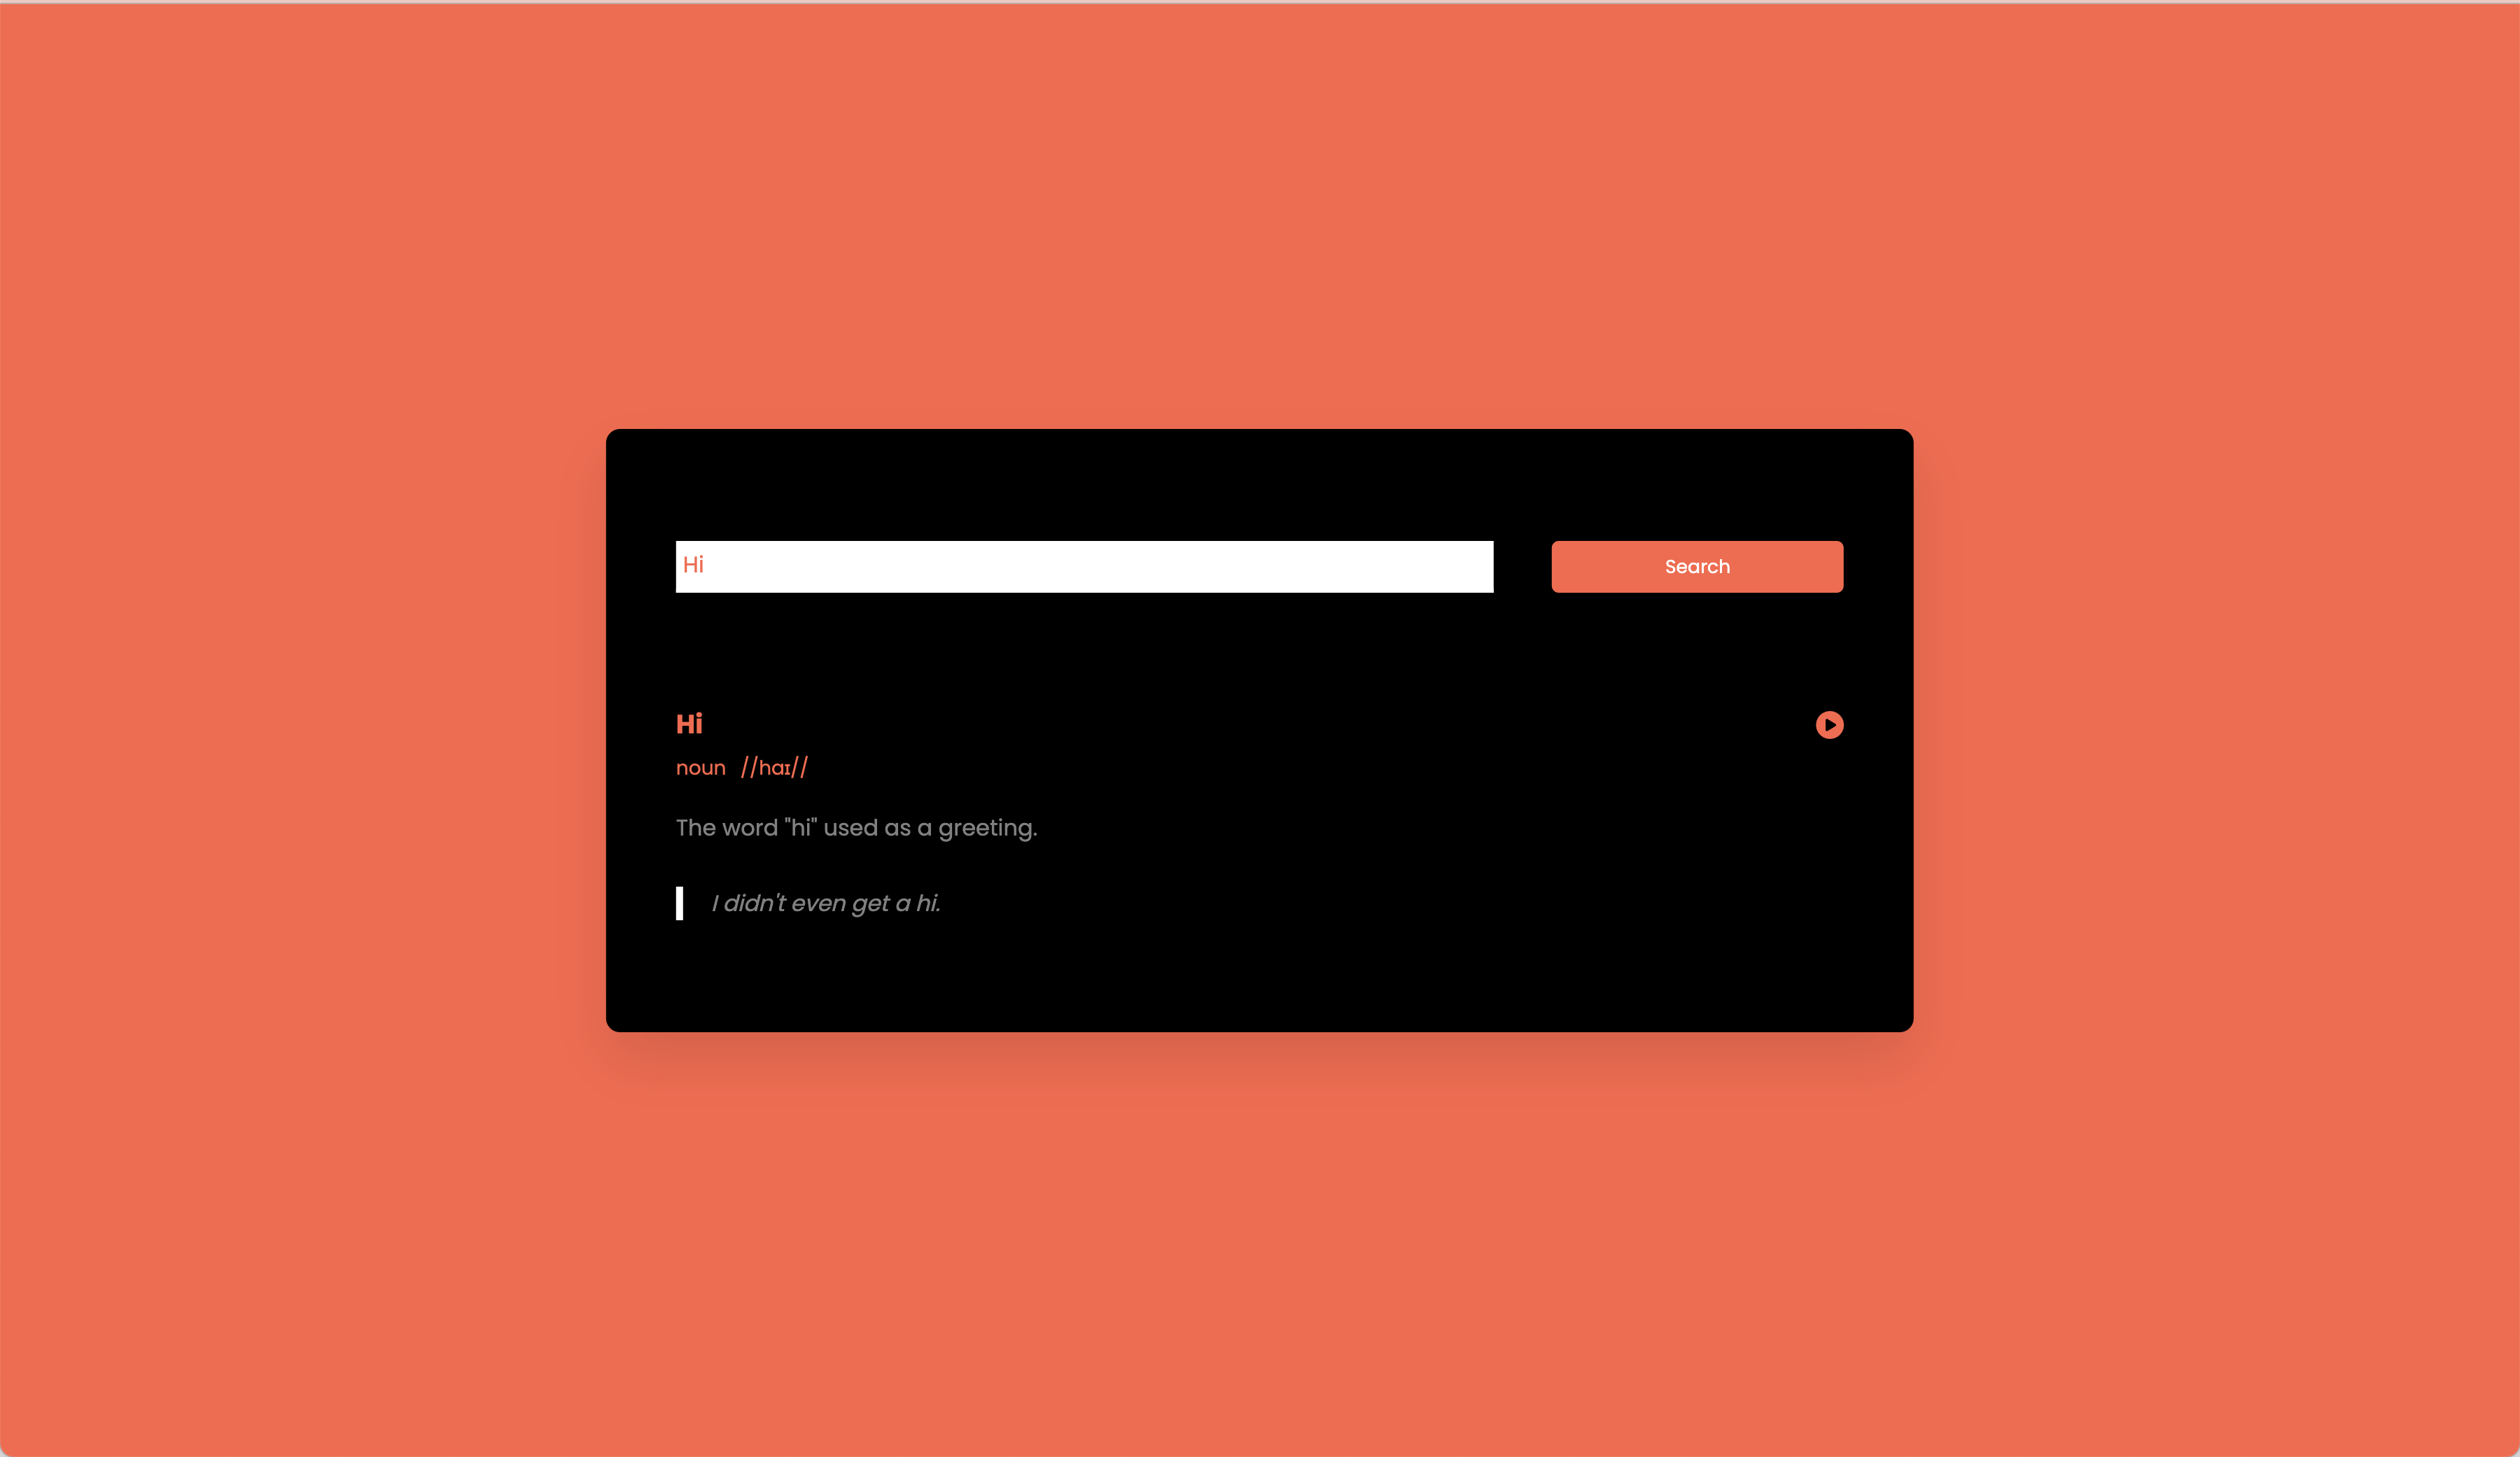 Hi
Search
Hi
noun //haɪ//
The word "hi" used as a greeting.
I didn't even get a hi.